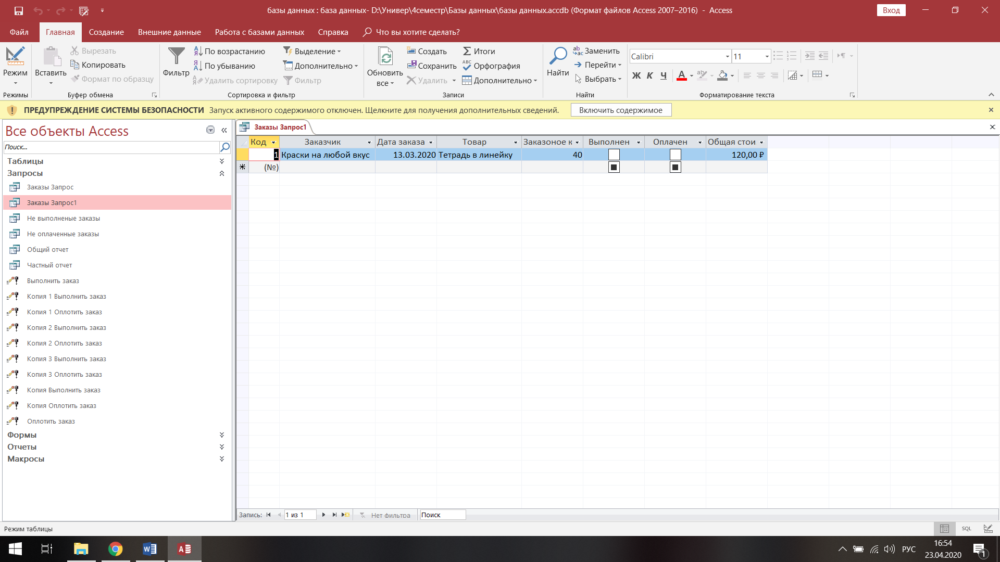 базы данных : база данных- D:\Универ\4семестр\Базы данных\базы данных.accdb (Формат файлов Access 2007–2016) - Access
Вход
Файл Главная Создание Внешние данные Работа с базами данных Справка Что вы хотите сделать?
Режим
Режимы
Вставить
Вырезать
Копировать
Формат по образцу
Буфер обмена
Фильтр
По возрастанию
По убыванию
Удалить сортировку
Выделение
Дополнительно
Фильтр
Сортировка и фильтр
Обновить
все
Создать
Сохранить
Удалить
Итоги
Орфография
Дополнительно
Записи
Найти
Заменить
Перейти
Выбрать
Найти
Calibri 11
Ж К Ч А
Форматирование текста
ПРЕДУПРЕЖДЕНИЕ СИСТЕМЫ БЕЗОПАСНОСТИ Запуск активного содержимого отключен. Щелкните для получения дополнительных сведений. Включить содержимое
Все объекты Access
Поиск...
Таблицы
Запросы
Заказы Запрос
Заказы Запрос1
Не выполненые заказы
Не оплаченные заказы
Общий отчет
Частный отчет
Выполнить заказ
Копия 1 Выполнить заказ
Копия 1 Оплотить заказ
Копия 2 Выполнить заказ
Копия 2 Оплотить заказ
Копия 3 Выполнить заказ
Копия 3 Оплотить заказ
Копия Выполнить заказ
Копия Оплотить заказ
Оплотить заказ
Формы
Отчеты
Макросы
Заказы Запрос1
Код Заказчик Дата заказа Товар Заказоное к Выполнен Оплачен Общая стои
1 Краски на любой вкус 13.03.2020 Тетрадь в линейку 40 120,00 ₽
(№)
Запись: 1 из 1 Нет фильтра Поиск
Режим таблицы
SQL
РУС
16:54
23.04.2020
1